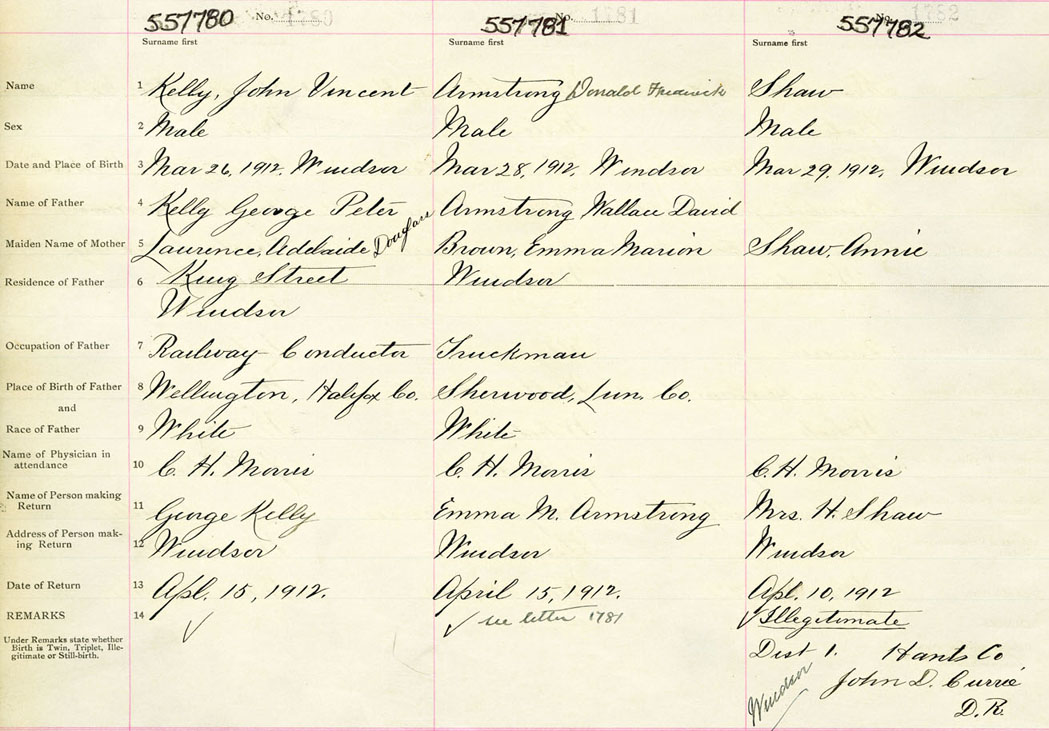 557780 No. 1780 557781 No. 1781 557782 No. 1782
Surname first Surname first Surname first
Name 1 Kelly, John Vincent Armstrong Donald Frederick Shaw
Sex 2 Male Male Male
Date and Place of Birth 3 Mar 26, 1912. Windsor Mar 28, 1912, Windsor Mar 29, 1912, Windsor
Name of Father 4 Kelly George Peter Armstrong Wallace David
Maiden Name of Mother 5 Laurence, Adelaide Douglass Brown, Emma Marion Shaw, Annie
Residence of Father 6 King Street Windsor
Windsor
Occupation of Father 7 Railway Conductor Truckman
Place of Birth of Father 8 Wellington, Halifax Co. Sherwood, Lun. Co.
and
Race of Father 9 White White
Name of Physician in
attendance 10 C. H. Morris C. H. Morris C. H. Morris
Name of Person making
Return 11 George Kelly Emma M. Armstrong Mrs. H. Shaw
Address of Person mak-
ing Return 12 Windsor Windsor Windsor
Date of Return 13 Apl. 15, 1912. April 15, 1912. Apl. 10, 1912
REMARKS 14 see letter 1781 Illegitimate
Under Remarks state whether
Birth is Twin, Triplet, Ille-
gitimate or Still-birth.
Dist 1. Hants Co
Windsor John D. Currie
D. R.